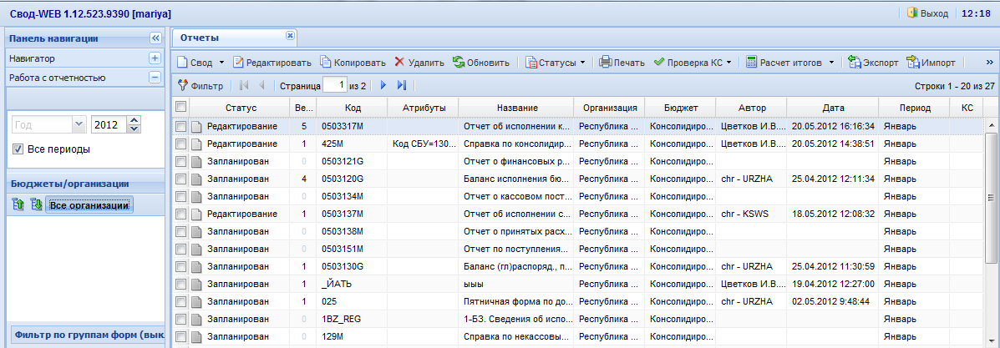 Свод-WEB 1.12.523.9390 [mariya] Выход 12:18
Панель навигации
Навигатор
Работа с отчетностью
Год 2012
Все периоды
Бюджеты/организации
Все организации
Фильтр по группам форм (выкл
Отчеты
Свод Редактировать Копировать Удалить Обновить Статусы Печать Проверка КС Расчет итогов Экспорт Импорт »
Фильтр Страница 1 из 2 Строки 1 - 20 из 27
Статус Ве... Код Атрибуты Название Организация Бюджет Автор Дата Период КС
Редактирование 5 0503317M Отчет об исполнении к... Республика ... Консолидиро... Цветков И.В.... 20.05.2012 16:16:34 Январь
Редактирование 1 425M Код СБУ=130... Справка по консолидир... Республика ... Консолидиро... Цветков И.В.... 20.05.2012 14:38:51 Январь
Запланирован 0 0503121G Отчет о финансовых р... Республика ... Консолидиро... Январь
Запланирован 4 0503120G Баланс исполнения бю... Республика ... Консолидиро... chr - URZHA 25.04.2012 12:11:34 Январь
Запланирован 0 0503134M Отчет о кассовом пост... Республика ... Консолидиро... Январь
Редактирование 1 0503137M Отчет об исполнении с... Республика ... Консолидиро... chr - KSWS 18.05.2012 12:08:32 Январь
Запланирован 0 0503138M Отчет о принятых расх... Республика ... Консолидиро... Январь
Запланирован 0 0503151M Отчет по поступления... Республика ... Консолидиро... Январь
Запланирован 1 0503130G Баланс (гл)распоряд., п... Республика ... Консолидиро... chr - URZHA 25.04.2012 11:30:59 Январь
Запланирован 1 _ЙАТЬ ыыы Республика ... Консолидиро... Цветков И.В.... 19.04.2012 12:27:00 Январь
Запланирован 1 025 Пятничная форма по до... Республика ... Консолидиро... chr - URZHA 02.05.2012 9:48:44 Январь
Запланирован 0 1BZ_REG 1-БЗ. Сведения об испо... Республика ... Консолидиро... Январь
Запланирован 0 129M Справка по некассовы... Республика ... Консолидиро... Январь